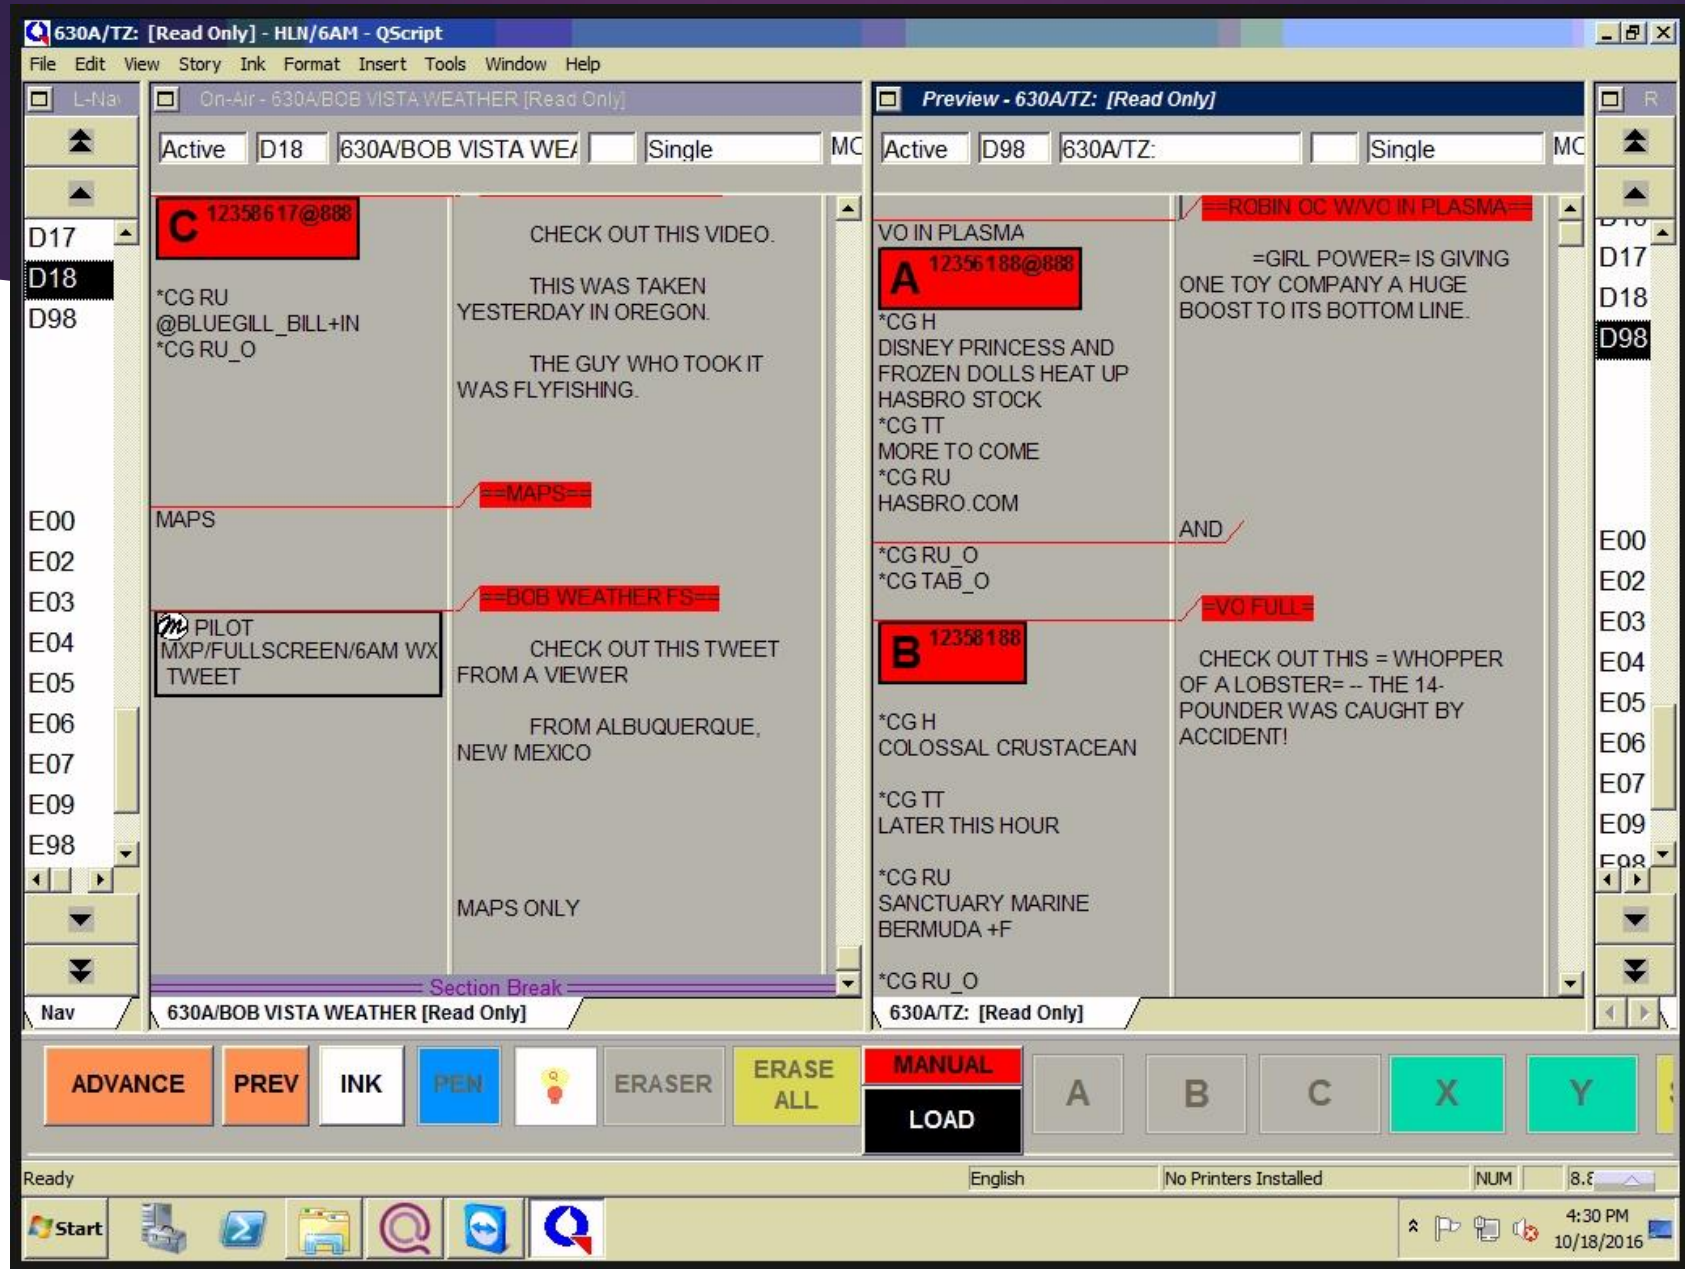 630A/TZ: [Read Only] - HLN/6AM - QScript
File Edit View Story Ink Format Insert Tools Window Help
L-Nav
On-Air - 630A/BOB VISTA WEATHER [Read Only]
Active D18 630A/BOB VISTA WEA Single MO
D17
D18
D98
E00
E02
E03
E04
E05
E06
E07
E09
E98
Nav
C 12358617@888
*CG RU
@BLUEGILL_BILL+IN
*CG RU_O
MAPS
PILOT
MXP/FULLSCREEN/6AM WX
TWEET
CHECK OUT THIS VIDEO.
THIS WAS TAKEN
YESTERDAY IN OREGON.
THE GUY WHO TOOK IT
WAS FLYFISHING.
==MAPS==
==BOB WEATHER FS==
CHECK OUT THIS TWEET
FROM A VIEWER
FROM ALBUQUERQUE,
NEW MEXICO
MAPS ONLY
Section Break
630A/BOB VISTA WEATHER [Read Only]
Preview - 630A/TZ: [Read Only]
Active D98 630A/TZ: Single MO
VO IN PLASMA
A 12356188@888
*CG H
DISNEY PRINCESS AND
FROZEN DOLLS HEAT UP
HASBRO STOCK
*CG TT
MORE TO COME
*CG RU
HASBRO.COM
*CG RU_O
*CG TAB_O
B 12358188
*CG H
COLOSSAL CRUSTACEAN
*CG TT
LATER THIS HOUR
*CG RU
SANCTUARY MARINE
BERMUDA +F
*CG RU_O
==ROBIN OC W/VO IN PLASMA==
=GIRL POWER= IS GIVING
ONE TOY COMPANY A HUGE
BOOST TO ITS BOTTOM LINE.
AND
=VO FULL=
CHECK OUT THIS = WHOPPER
OF A LOBSTER= -- THE 14-
POUNDER WAS CAUGHT BY
ACCIDENT!
630A/TZ: [Read Only]
R
D17
D18
D98
E00
E02
E03
E04
E05
E06
E07
E09
E98
ADVANCE PREV INK PEN ERASER ERASE
ALL
MANUAL
LOAD
A B C X Y
Ready English No Printers Installed NUM
Start
4:30 PM
10/18/2016